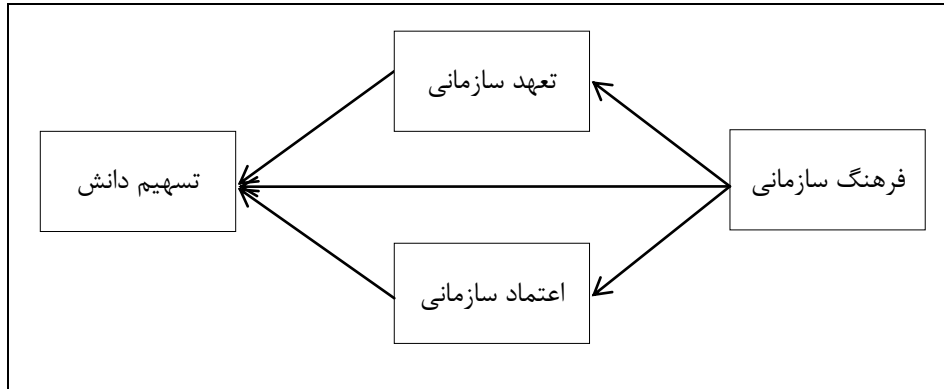 تعهد سازمانی
فرهنگ سازمانی
تسهیم دانش
اعتماد سازمانی